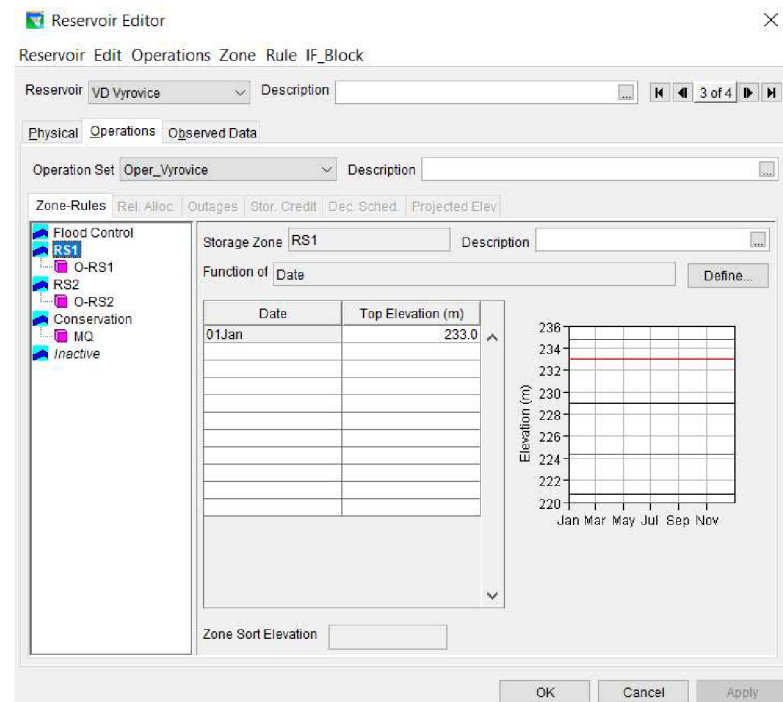 Reservoir Editor
Reservoir Edit Operations Zone Rule IF_Block
Reservoir VD Vyrovice Description ... 3 of 4
Physical Operations Observed Data
Operation Set Oper_Vyrovice Description ...
Zone-Rules Rel. Alloc. Outages Stor. Credit Dec. Sched. Projected Elev
Flood Control
RS1
O-RS1
RS2
O-RS2
Conservation
MQ
Inactive
Storage Zone RS1 Description ...
Function of Date Define...
Date Top Elevation (m)
01Jan 233.0
Elevation (m)
236
234
232
230
228
226
224
222
220
Jan Mar May Jul Sep Nov
Zone Sort Elevation
OK Cancel Apply